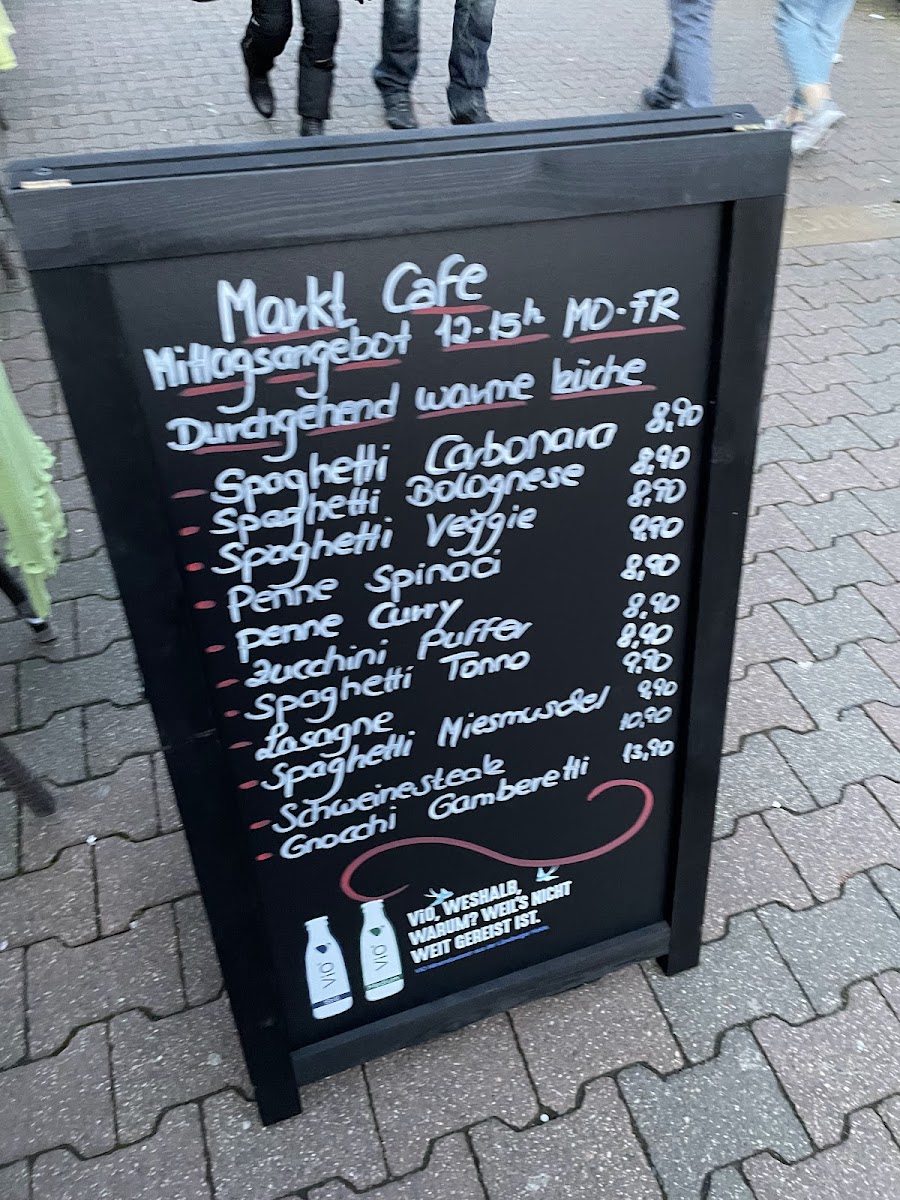 Markt Cafe
Mittagsangebot 12-15h MO-FR
Durchgehend warme küche
- Spaghetti Carbonara 8,90
- Spaghetti Bolognese 8,90
- Spaghetti Veggie 8,90
- Penne Spinaci 9,90
- Penne Curry 8,90
- Zucchini Puffer 8,90
- Spaghetti Tonno 8,90
- Lasagne 9,90
- Spaghetti Miesmuscel 9,90
- Schweinesteak 10,90
- Gnocchi Gamberetti 13,90
ViO, WESHALB,
WARUM? WEIL'S NICHT
WEIT GEREIST IST.
ViO
ViO